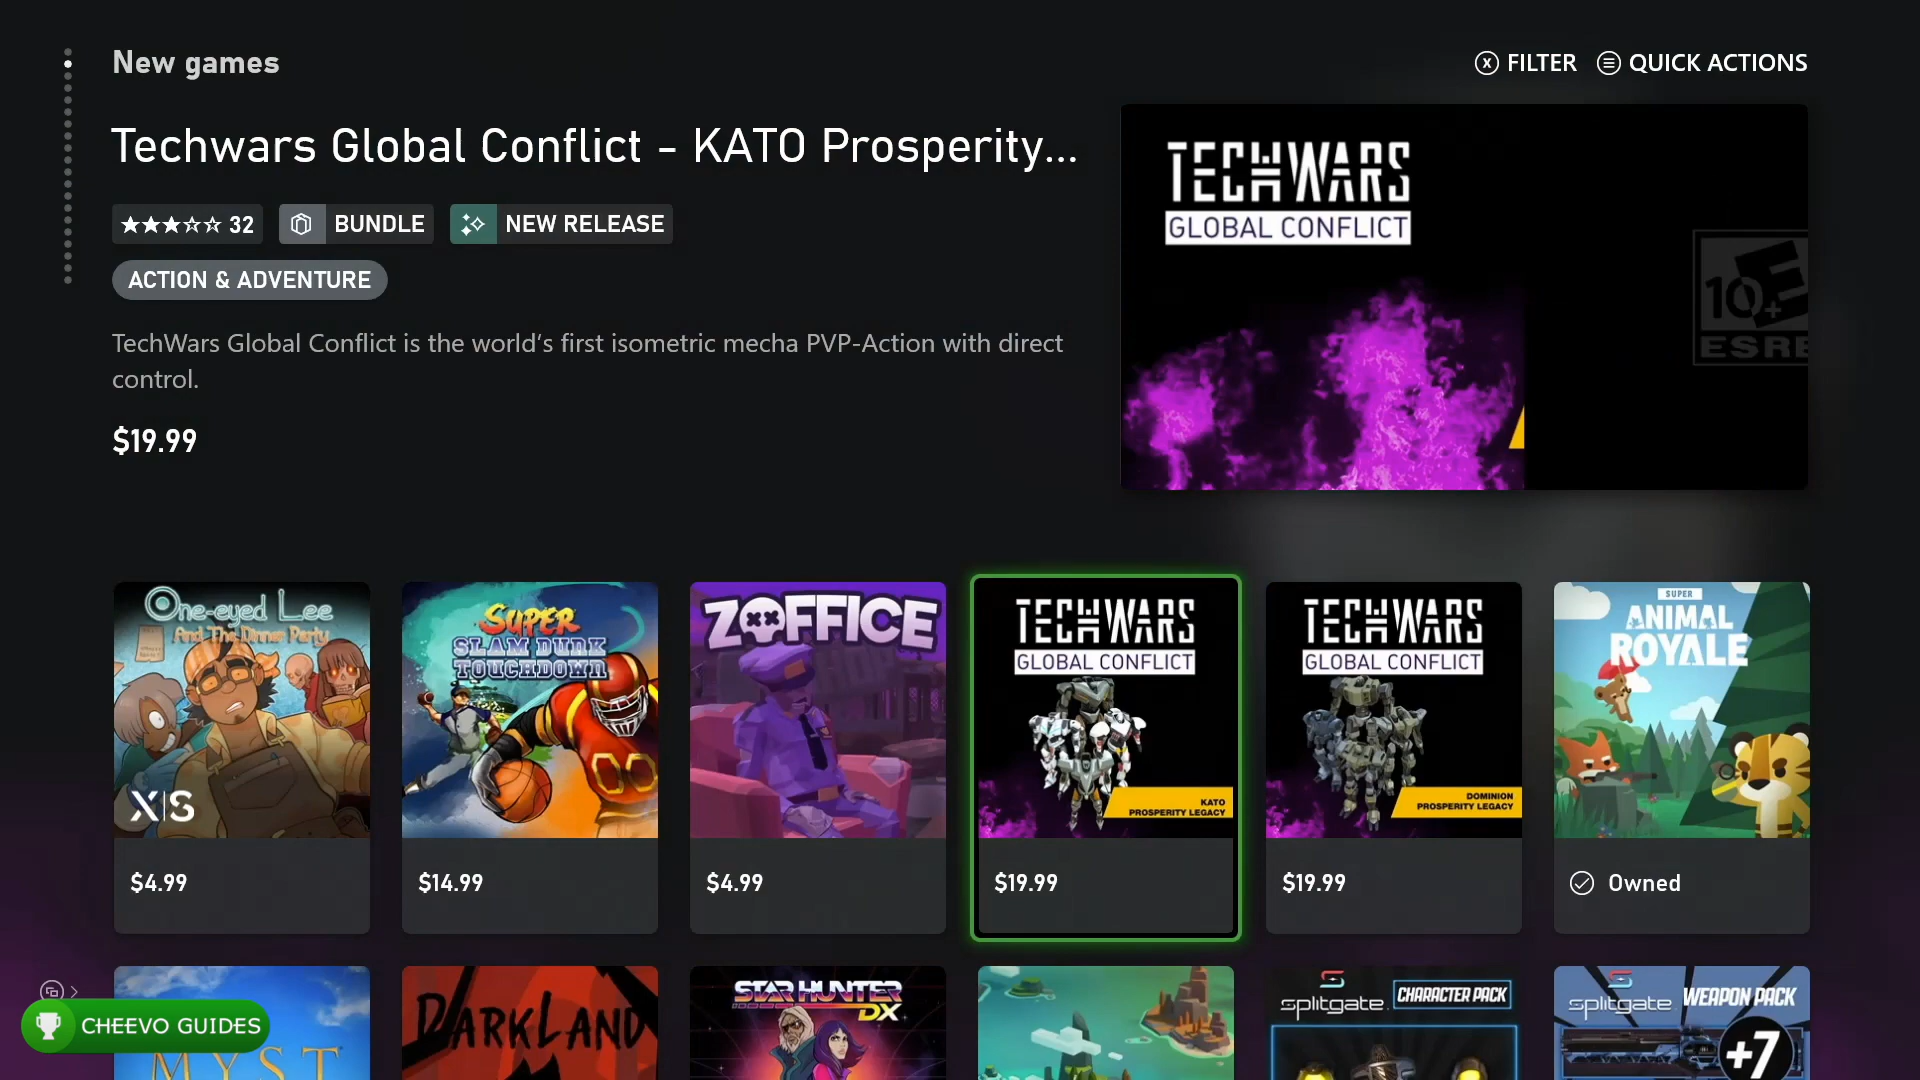 New games
FILTER
QUICK ACTIONS
Techwars Global Conflict - KATO Prosperity...
32
BUNDLE
NEW RELEASE
ACTION & ADVENTURE
TechWars Global Conflict is the world's first isometric mecha PVP-Action with direct
control.
$19.99
TECHWARS
GLOBAL CONFLICT
E
10+
ESRB
One-eyed Lee
And The Dinner Party
X|S
$4.99
SUPER
SLAM DUNK
TOUCHDOWN
$14.99
ZOFFICE
$4.99
TECHWARS
GLOBAL CONFLICT
KATO
PROSPERITY LEGACY
$19.99
TECHWARS
GLOBAL CONFLICT
DOMINION
PROSPERITY LEGACY
$19.99
SUPER
ANIMAL
ROYALE
Owned
MYST
DARKLAND
STAR HUNTER
DX
splitgate
CHARACTER PACK
splitgate
WEAPON PACK
+7
CHEEVO GUIDES